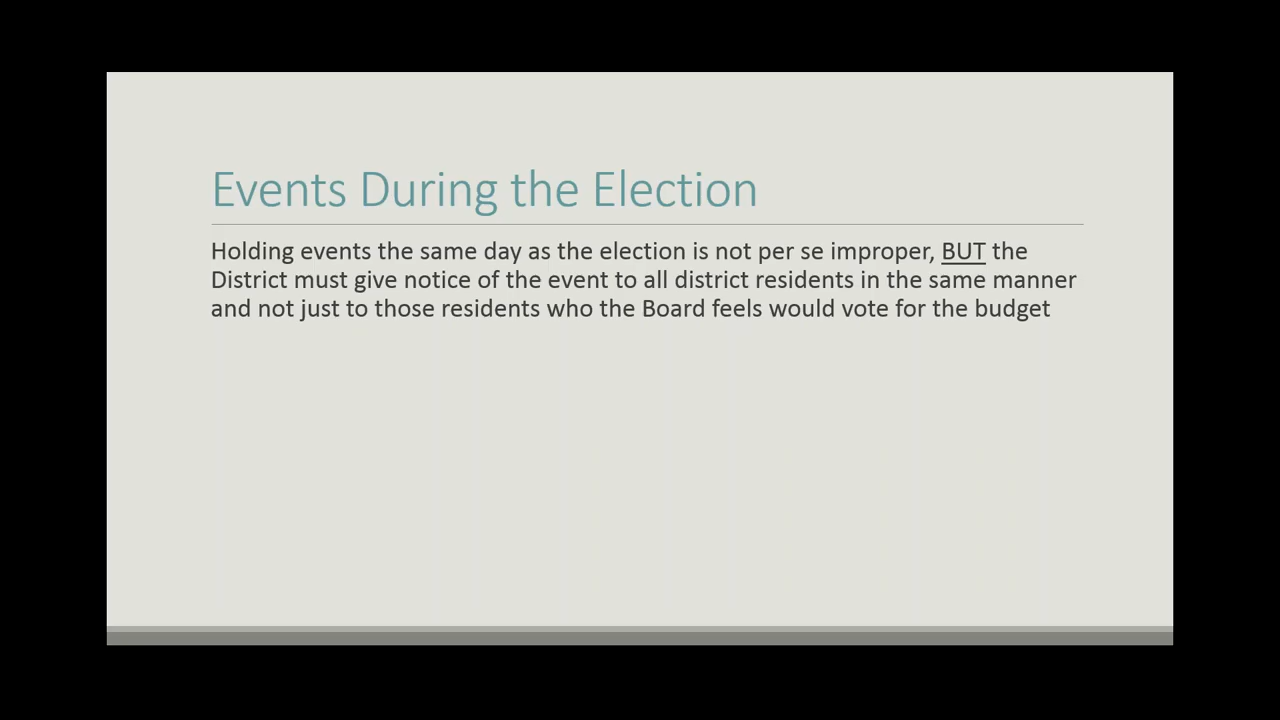 Events During the Election
Holding events the same day as the election is not per se improper, BUT the
District must give notice of the event to all district residents in the same manner
and not just to those residents who the Board feels would vote for the budget